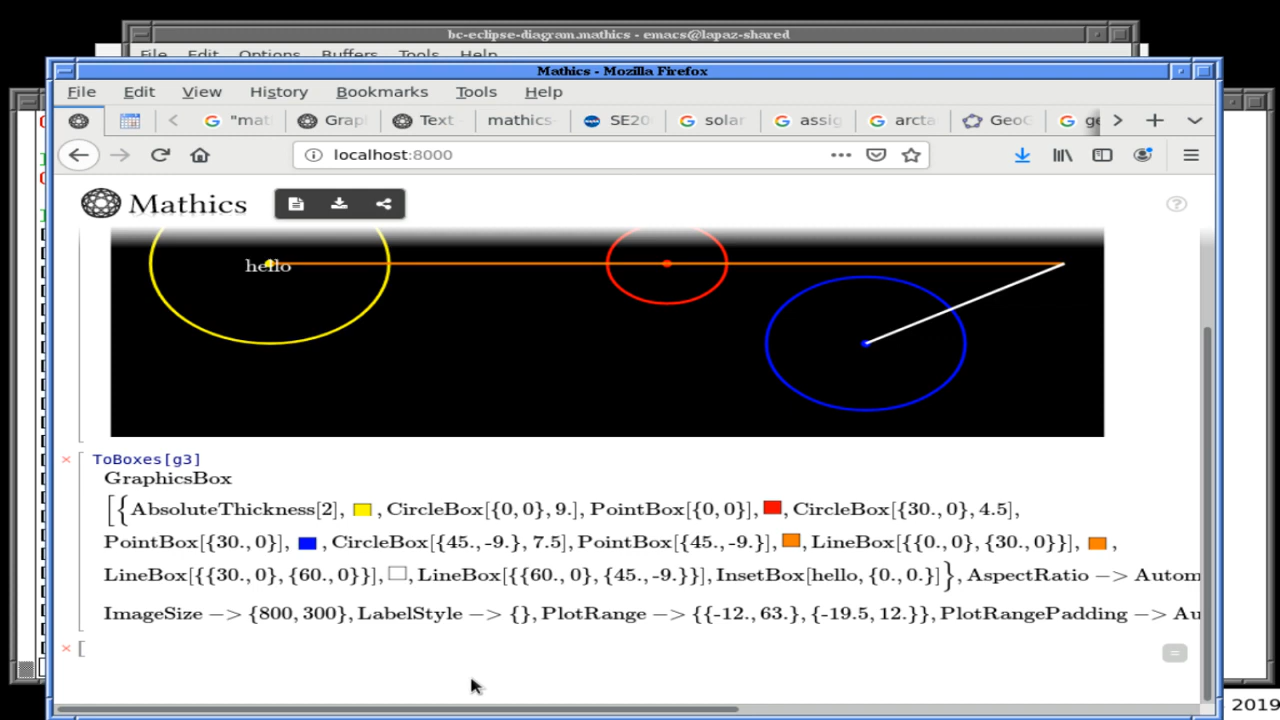 bc-eclipse-diagram.mathics - emacs@lapaz-shared
File Edit Options Buffers Tools Help
Mathics - Mozilla Firefox
File Edit View History Bookmarks Tools Help
"mat Grap Text mathics SE20 solar assig arcta GeoG ge
localhost:8000
Mathics
hello
ToBoxes[g3]
GraphicsBox
[{AbsoluteThickness[2], , CircleBox[{0, 0}, 9.], PointBox[{0, 0}], , CircleBox[{30., 0}, 4.5],
PointBox[{30., 0}], , CircleBox[{45., -9.}, 7.5], PointBox[{45., -9.}], , LineBox[{{0., 0}, {30., 0}}], ,
LineBox[{{30., 0}, {60., 0}}], , LineBox[{{60., 0}, {45., -9.}}], InsetBox[hello, {0., 0.}]}, AspectRatio -> Autom
ImageSize -> {800, 300}, LabelStyle -> {}, PlotRange -> {{-12., 63.}, {-19.5, 12.}}, PlotRangePadding -> Au
2019